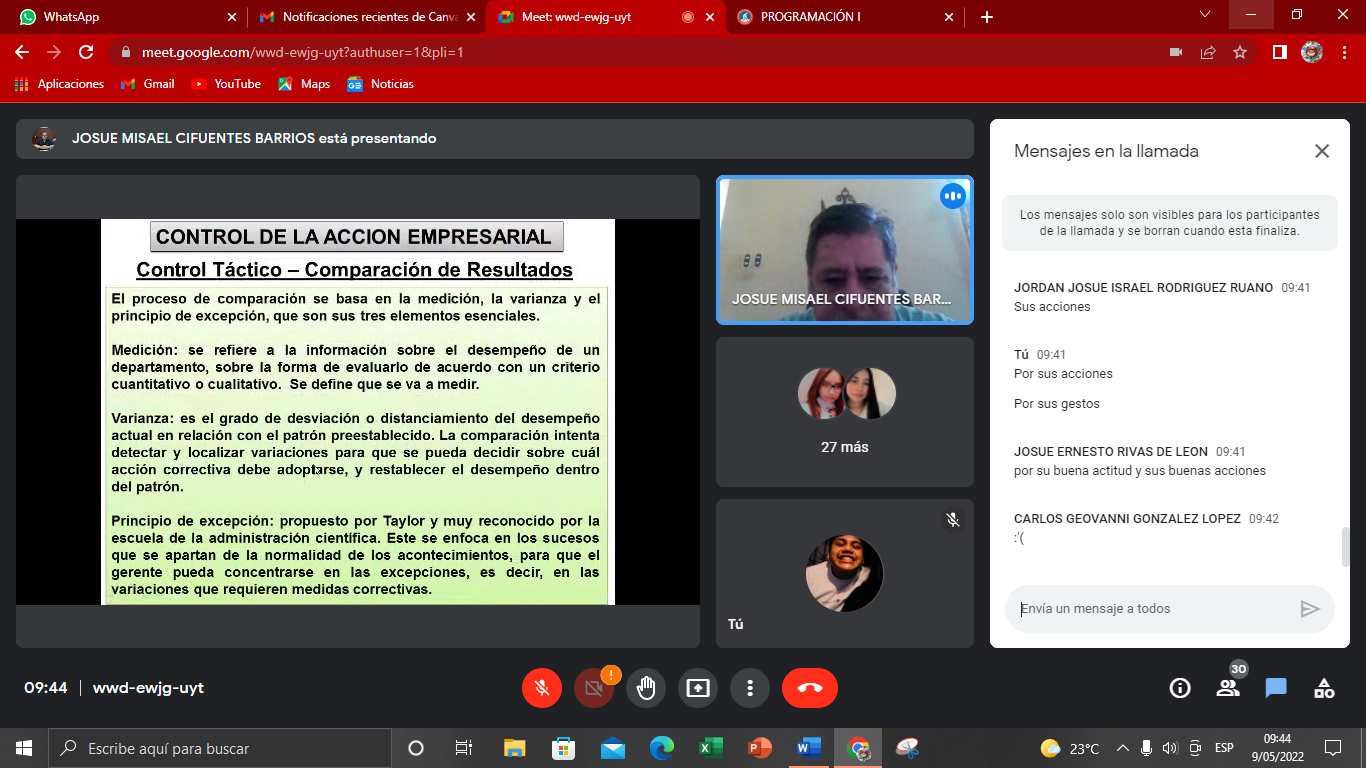 WhatsApp
Notificaciones recientes de Canva
Meet: wwd-ewjg-uyt
PROGRAMACIÓN I
meet.google.com/wwd-ewjg-uyt?authuser=1&pli=1
Aplicaciones
Gmail
YouTube
Maps
Noticias
JOSUE MISAEL CIFUENTES BARRIOS está presentando
CONTROL DE LA ACCION EMPRESARIAL
Control Táctico – Comparación de Resultados
El proceso de comparación se basa en la medición, la varianza y el
principio de excepción, que son sus tres elementos esenciales.
Medición: se refiere a la información sobre el desempeño de un
departamento, sobre la forma de evaluarlo de acuerdo con un criterio
cuantitativo o cualitativo. Se define que se va a medir.
Varianza: es el grado de desviación o distanciamiento del desempeño
actual en relación con el patrón preestablecido. La comparación intenta
detectar y localizar variaciones para que se pueda decidir sobre cuál
acción correctiva debe adoptarse, y restablecer el desempeño dentro
del patrón.
Principio de excepción: propuesto por Taylor y muy reconocido por la
escuela de la administración científica. Este se enfoca en los sucesos
que se apartan de la normalidad de los acontecimientos, para que el
gerente pueda concentrarse en las excepciones, es decir, en las
variaciones que requieren medidas correctivas.
JOSUE MISAEL CIFUENTES BAR...
27 más
Tú
Mensajes en la llamada
Los mensajes solo son visibles para los participantes
de la llamada y se borran cuando esta finaliza.
JORDAN JOSUE ISRAEL RODRIGUEZ RUANO 09:41
Sus acciones
Tú 09:41
Por sus acciones
Por sus gestos
JOSUE ERNESTO RIVAS DE LEON 09:41
por su buena actitud y sus buenas acciones
CARLOS GEOVANNI GONZALEZ LOPEZ 09:42
:'(
Envía un mensaje a todos
09:44 | wwd-ewjg-uyt
!
30
Escribe aquí para buscar
23°C
ESP
09:44
9/05/2022